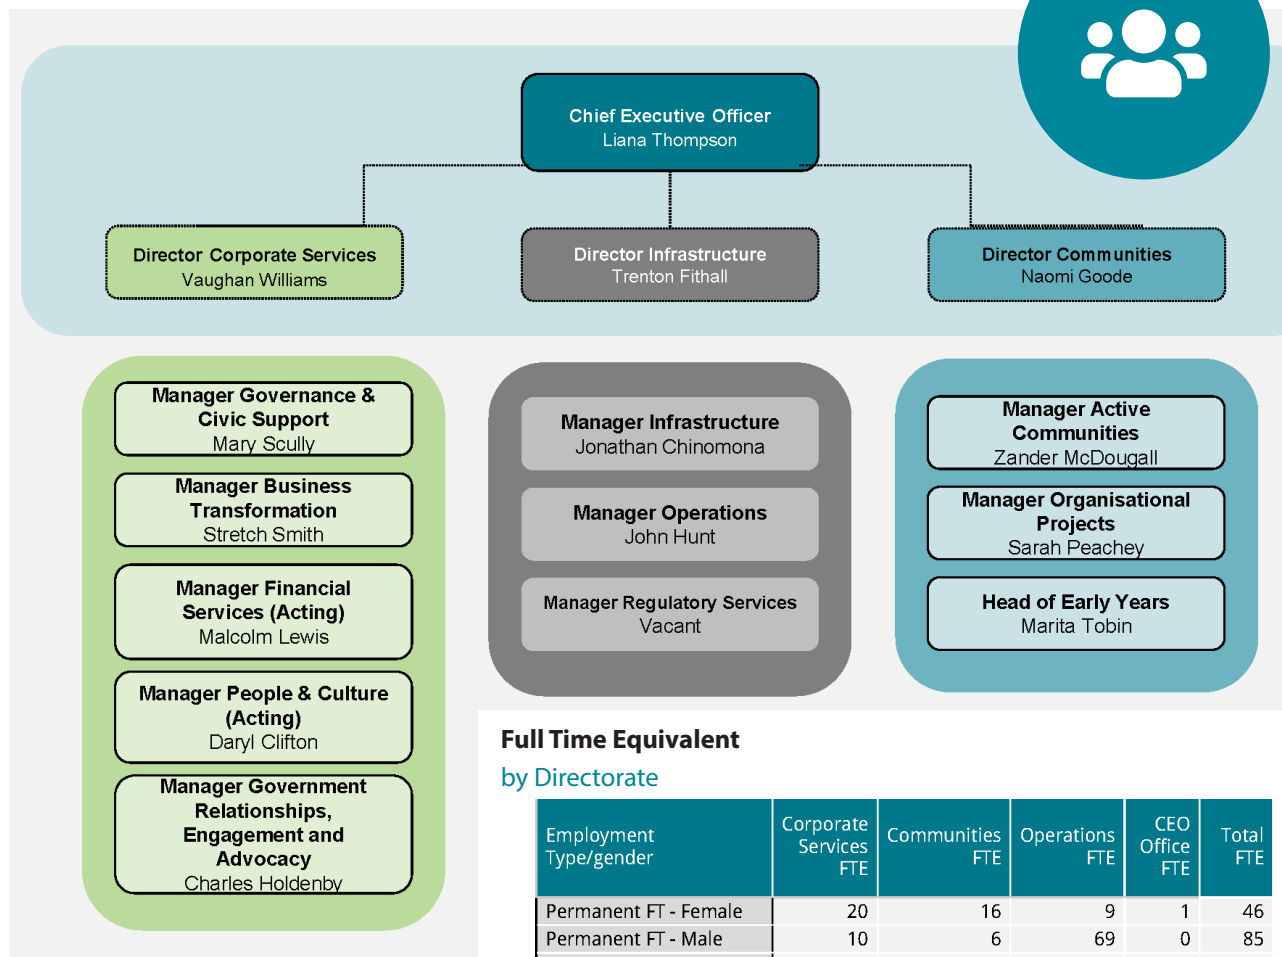 Chief Executive Officer
Liana Thompson
Director Corporate Services
Vaughan Williams
Director Infrastructure
Trenton Fithall
Director Communities
Naomi Goode
Manager Governance &
Civic Support
Mary Scully
Manager Business
Transformation
Stretch Smith
Manager Financial
Services (Acting)
Malcolm Lewis
Manager People & Culture
(Acting)
Daryl Clifton
Manager Government
Relationships,
Engagement and
Advocacy
Charles Holdenby
Manager Infrastructure
Jonathan Chinomona
Manager Operations
John Hunt
Manager Regulatory Services
Vacant
Manager Active
Communities
Zander McDougall
Manager Organisational
Projects
Sarah Peachey
Head of Early Years
Marita Tobin
Full Time Equivalent
by Directorate
Employment Type/gender Corporate Services FTE Communities FTE Operations FTE CEO Office FTE Total FTE
Permanent FT - Female 20 16 9 1 46
Permanent FT - Male 10 6 69 0 85